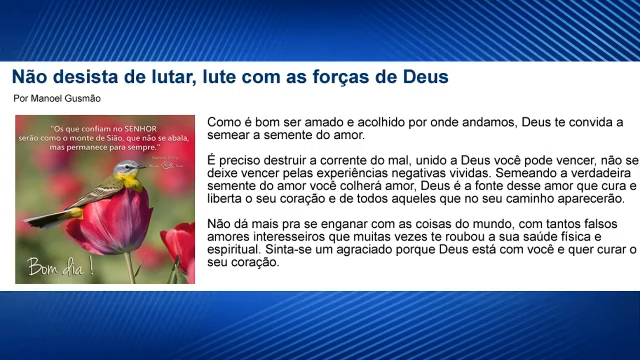 Não desista de lutar, lute com as forças de Deus
Por Manoel Gusmão
"Os que confiam no SENHOR
serão como o monte de Sião, que não se abala,
mas permanece para sempre."
Bom dia !
Como é bom ser amado e acolhido por onde andamos, Deus te convida a
semear a semente do amor.
É preciso destruir a corrente do mal, unido a Deus você pode vencer, não se
deixe vencer pelas experiências negativas vividas. Semeando a verdadeira
semente do amor você colherá amor, Deus é a fonte desse amor que cura e
liberta o seu coração e de todos aqueles que no seu caminho aparecerão.
Não dá mais pra se enganar com as coisas do mundo, com tantos falsos
amores interesseiros que muitas vezes te roubou a sua saúde física e
espiritual. Sinta-se um agraciado porque Deus está com você e quer curar o
seu coração.